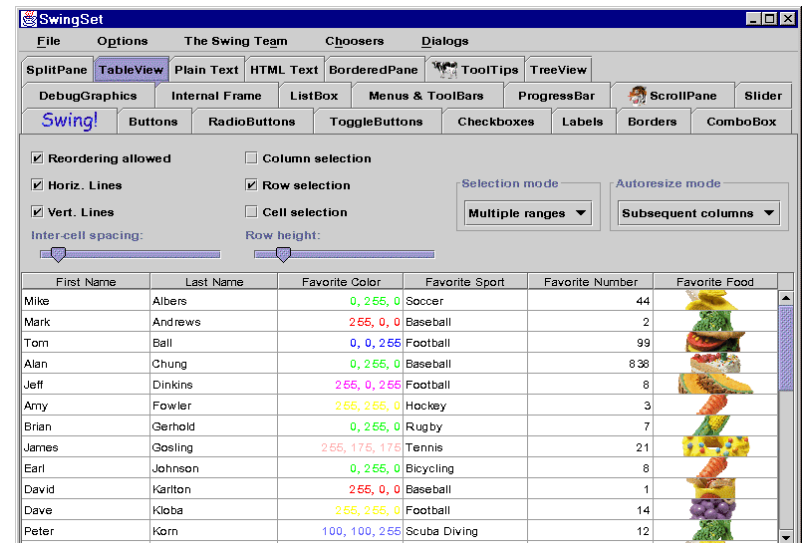 SwingSet
File Options The Swing Team Choosers Dialogs
SplitPane TableView Plain Text HTML Text BorderedPane ToolTips TreeView
DebugGraphics Internal Frame ListBox Menus & ToolBars ProgressBar ScrollPane Slider
Swing! Buttons RadioButtons ToggleButtons Checkboxes Labels Borders ComboBox
Reordering allowed Column selection
Selection mode Autoresize mode
Horiz. Lines Row selection
Multiple ranges Subsequent columns
Vert. Lines Cell selection
Inter-cell spacing: Row height:
First Name Last Name Favorite Color Favorite Sport Favorite Number Favorite Food
Mike Albers 0, 255, 0 Soccer 44
Mark Andrews 255, 0, 0 Baseball 2
Tom Ball 0, 0, 255 Football 99
Alan Chung 0, 255, 0 Baseball 838
Jeff Dinkins 255, 0, 255 Football 8
Amy Fowler 255, 255, 0 Hockey 3
Brian Gerhold 0, 255, 0 Rugby 7
James Gosling 255, 175, 175 Tennis 21
Earl Johnson 0, 255, 0 Bicycling 8
David Karlton 255, 0, 0 Baseball 1
Dave Kloba 255, 255, 0 Football 14
Peter Korn 100, 100, 255 Scuba Diving 12